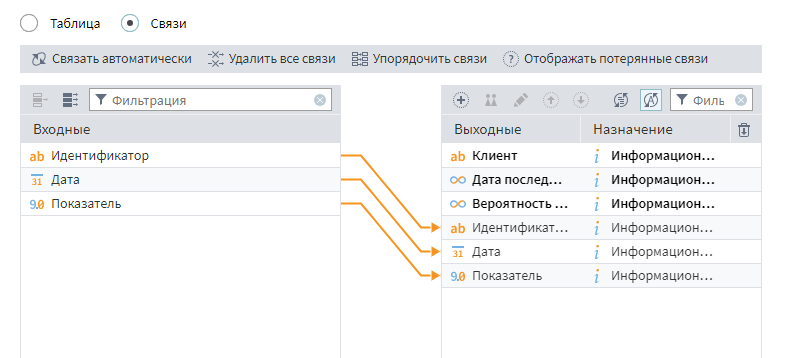 Таблица Связи
Связать автоматически Удалить все связи Упорядочить связи Отображать потерянные связи
Фильтрация Филь
Входные Выходные Назначение
ab Идентификатор ab Клиент i Информацион...
31 Дата Дата послед... i Информацион...
9.0 Показатель Вероятность ... i Информацион...
ab Идентификат... i Информацион...
31 Дата i Информацион...
9.0 Показатель i Информацион...